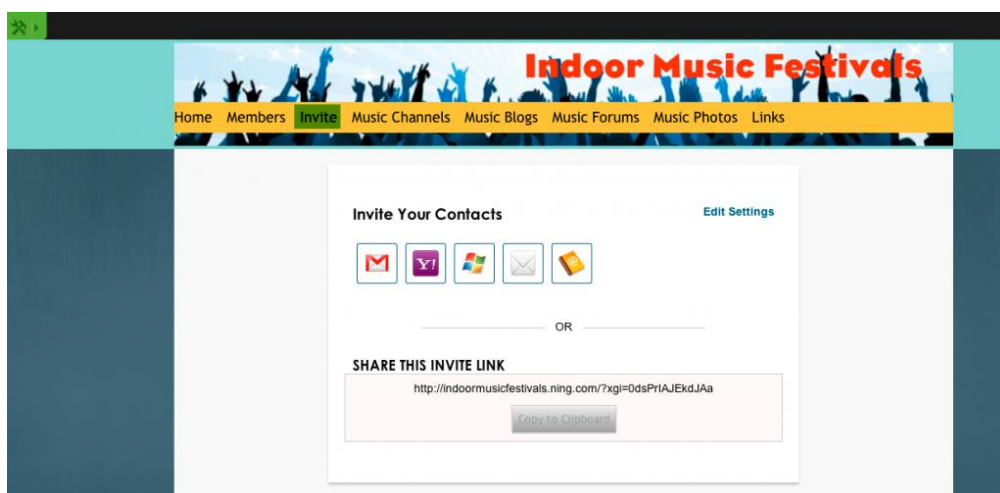 Indoor Music Festivals
Home Members Invite Music Channels Music Blogs Music Forums Music Photos Links
Invite Your Contacts Edit Settings
Y!
OR
SHARE THIS INVITE LINK
http://indoormusicfestivals.ning.com/?xgi=0dsPrIAJEkdJAa
Copy to Clipboard